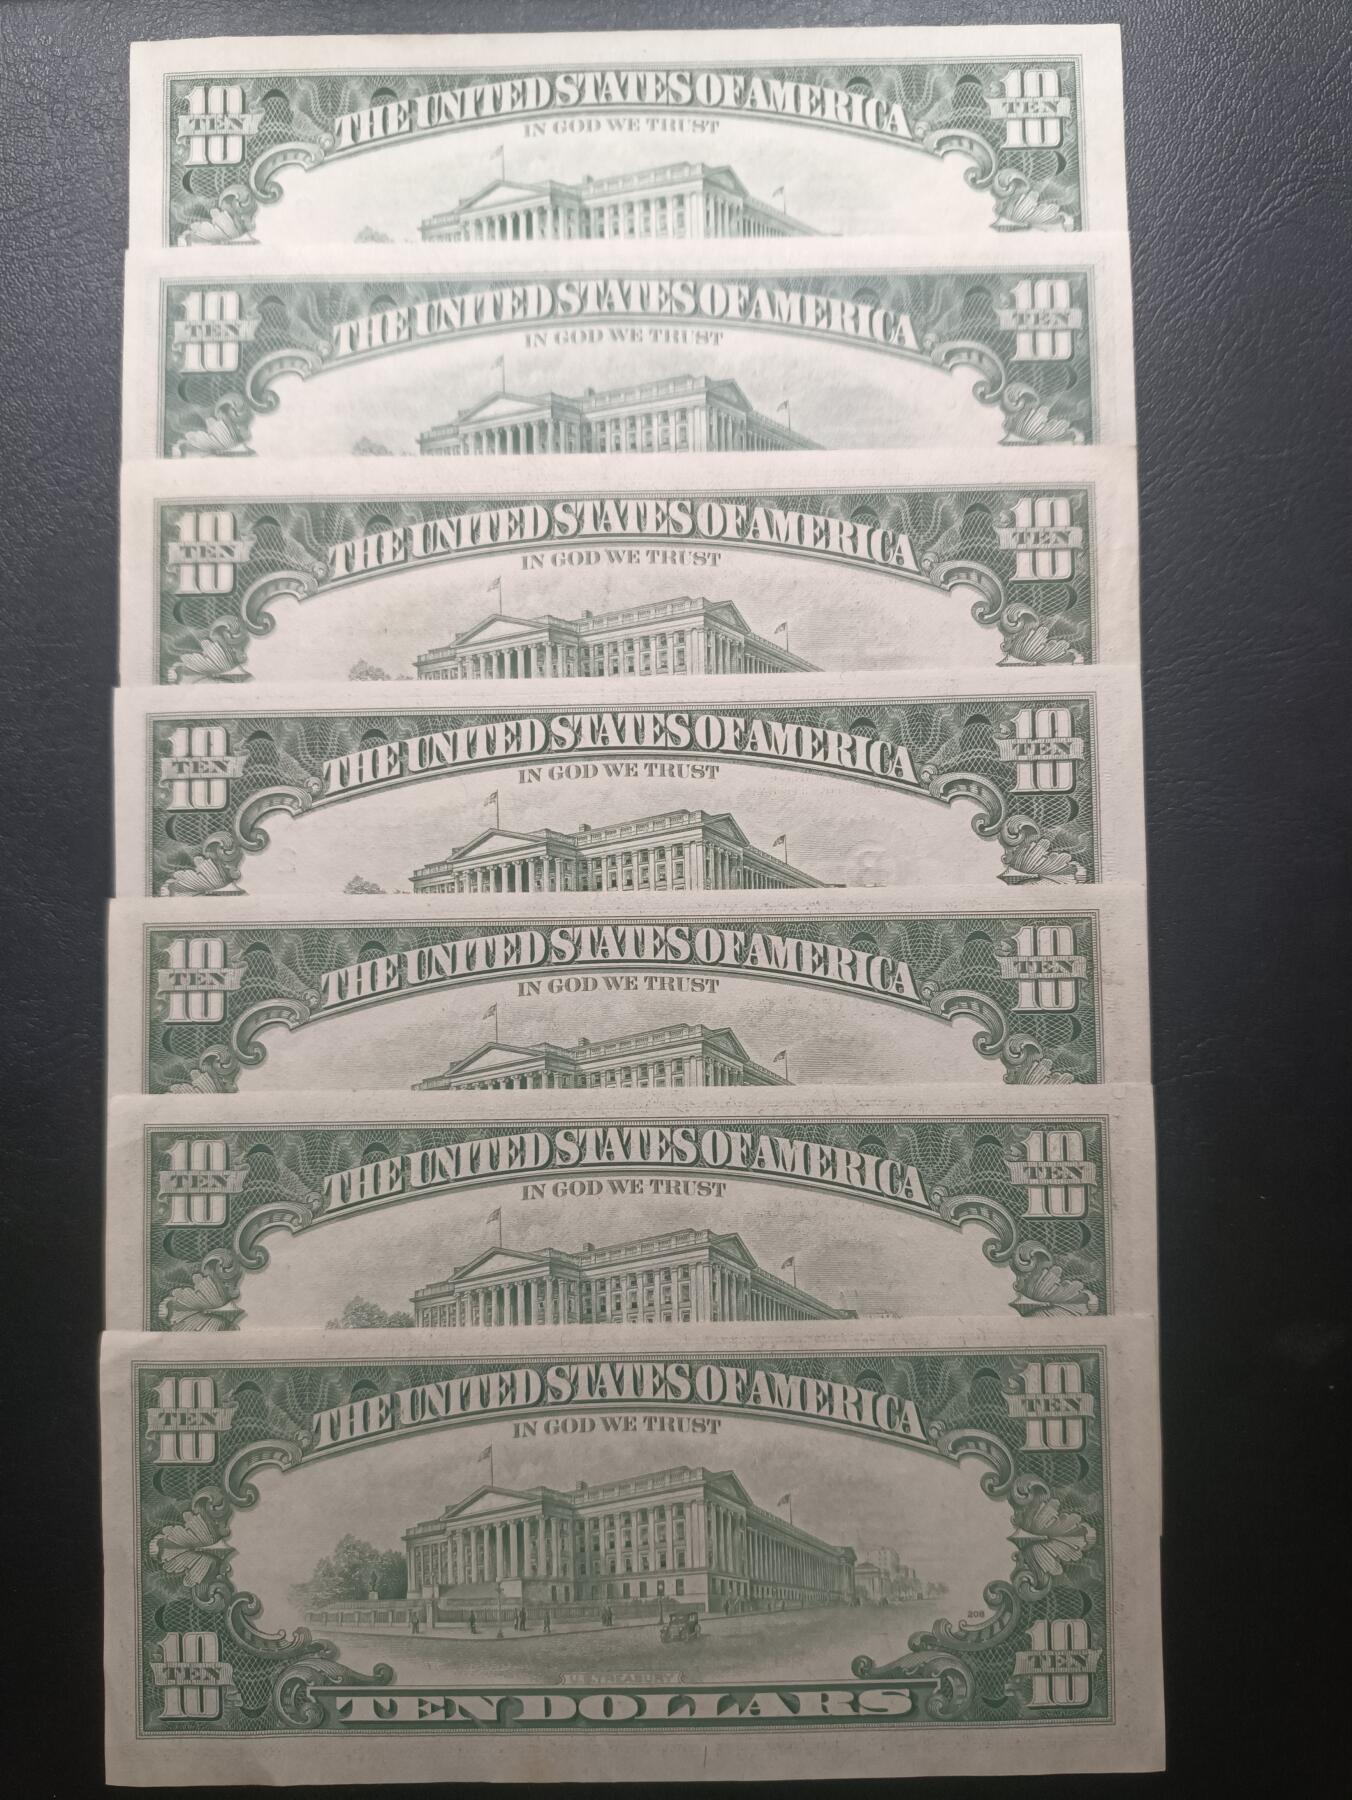 10 10
TEN THE UNITED STATES OF AMERICA TEN
10 IN GOD WE TRUST 10
10 10
TEN THE UNITED STATES OF AMERICA TEN
10 IN GOD WE TRUST 10
10 10
TEN THE UNITED STATES OF AMERICA TEN
10 IN GOD WE TRUST 10
10 10
TEN THE UNITED STATES OF AMERICA TEN
10 IN GOD WE TRUST 10
10 10
TEN THE UNITED STATES OF AMERICA TEN
10 IN GOD WE TRUST 10
10 10
TEN THE UNITED STATES OF AMERICA TEN
10 IN GOD WE TRUST 10
10 10
TEN THE UNITED STATES OF AMERICA TEN
10 IN GOD WE TRUST 10
208
10 10
TEN U.S. TREASURY TEN
10 TEN DOLLARS 10